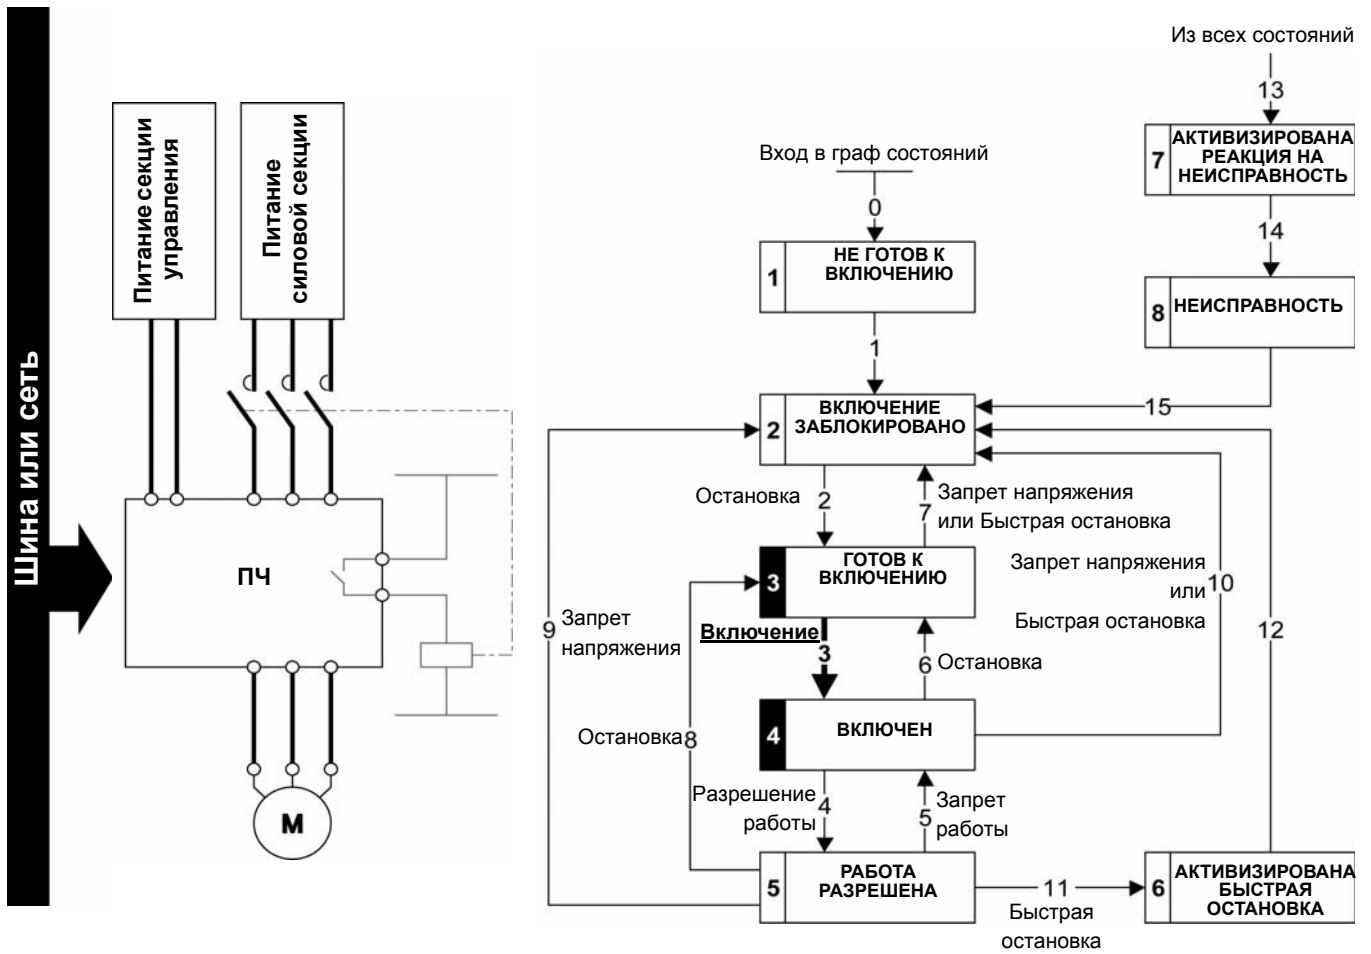 Шина или сеть
Питание секции
управления
Питание
силовой секции
ПЧ
М
Из всех состояний
13
7
АКТИВИЗИРОВАНА
РЕАКЦИЯ НА
НЕИСПРАВНОСТЬ
14
8
НЕИСПРАВНОСТЬ
15
Вход в граф состояний
0
1
НЕ ГОТОВ К
ВКЛЮЧЕНИЮ
1
2
ВКЛЮЧЕНИЕ
ЗАБЛОКИРОВАНО
Остановка
2
7
Запрет напряжения
или Быстрая остановка
3
ГОТОВ К
ВКЛЮЧЕНИЮ
Запрет напряжения
или
Быстрая остановка
10
12
9
Запрет
напряжения
Включение
3
6
Остановка
4
ВКЛЮЧЕН
Остановка
8
Разрешение
работы
4
5
Запрет
работы
5
РАБОТА
РАЗРЕШЕНА
11
Быстрая
остановка
6
АКТИВИЗИРОВАНА
БЫСТРАЯ
ОСТАНОВКА